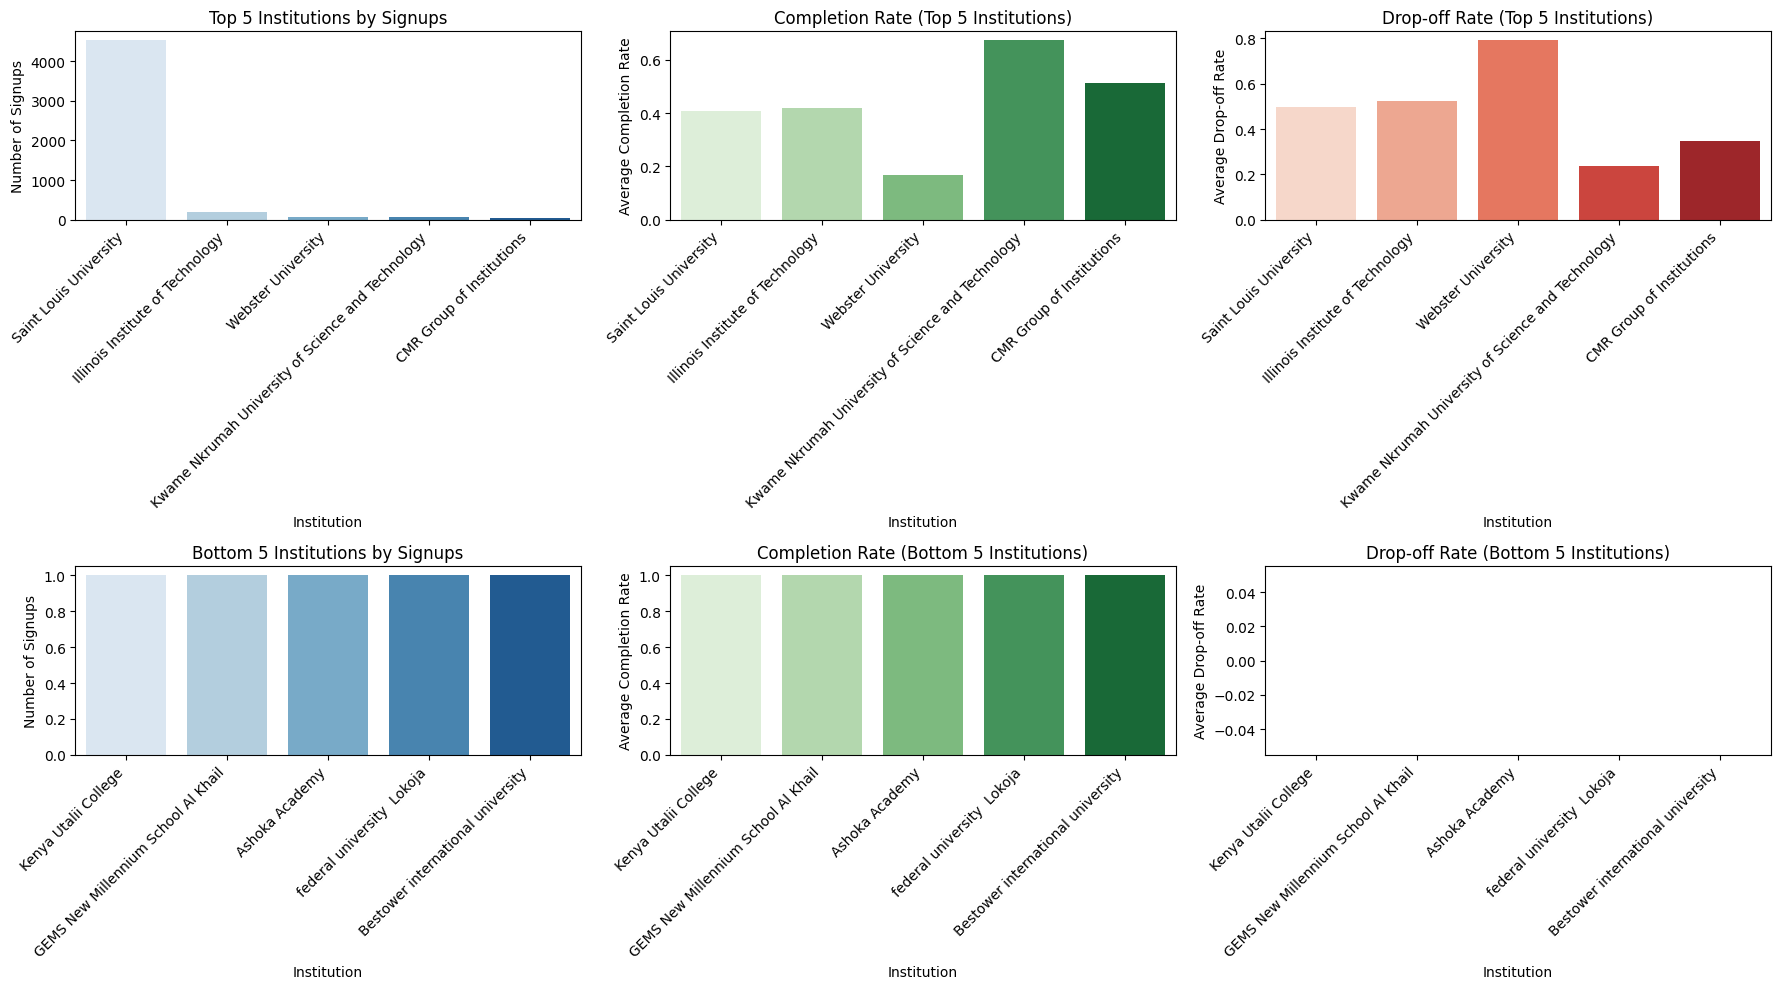 Top 5 Institutions by Signups
Number of Signups
4000
3000
2000
1000
0
Saint Louis University
Illinois Institute of Technology
Webster University
Kwame Nkrumah University of Science and Technology
CMR Group of Institutions
Institution
Completion Rate (Top 5 Institutions)
Average Completion Rate
0.6
0.4
0.2
0.0
Saint Louis University
Illinois Institute of Technology
Webster University
Kwame Nkrumah University of Science and Technology
CMR Group of Institutions
Institution
Drop-off Rate (Top 5 Institutions)
Average Drop-off Rate
0.8
0.6
0.4
0.2
0.0
Saint Louis University
Illinois Institute of Technology
Webster University
Kwame Nkrumah University of Science and Technology
CMR Group of Institutions
Institution
Bottom 5 Institutions by Signups
Number of Signups
1.0
0.8
0.6
0.4
0.2
0.0
Kenya Utalii College
GEMS New Millennium School Al Khail
Ashoka Academy
federal university  Lokoja
Bestower international university
Institution
Completion Rate (Bottom 5 Institutions)
Average Completion Rate
1.0
0.8
0.6
0.4
0.2
0.0
Kenya Utalii College
GEMS New Millennium School Al Khail
Ashoka Academy
federal university  Lokoja
Bestower international university
Institution
Drop-off Rate (Bottom 5 Institutions)
Average Drop-off Rate
0.04
0.02
0.00
−0.02
−0.04
Kenya Utalii College
GEMS New Millennium School Al Khail
Ashoka Academy
federal university  Lokoja
Bestower international university
Institution